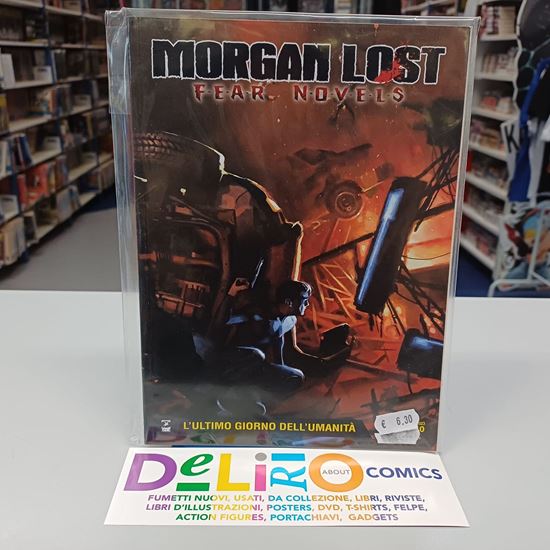 MORGAN LOST
FEAR NOVELS
L'ULTIMO GIORNO DELL'UMANITÀ
€ 6,30
DeLiRiO
ABOUT
COMICS
FUMETTI NUOVI, USATI, DA COLLEZIONE, LIBRI, RIVISTE,
LIBRI D'ILLUSTRAZIONI, POSTERS, DVD, T-SHIRTS, FELPE,
ACTION FIGURES, PORTACHIAVI, GADGETS